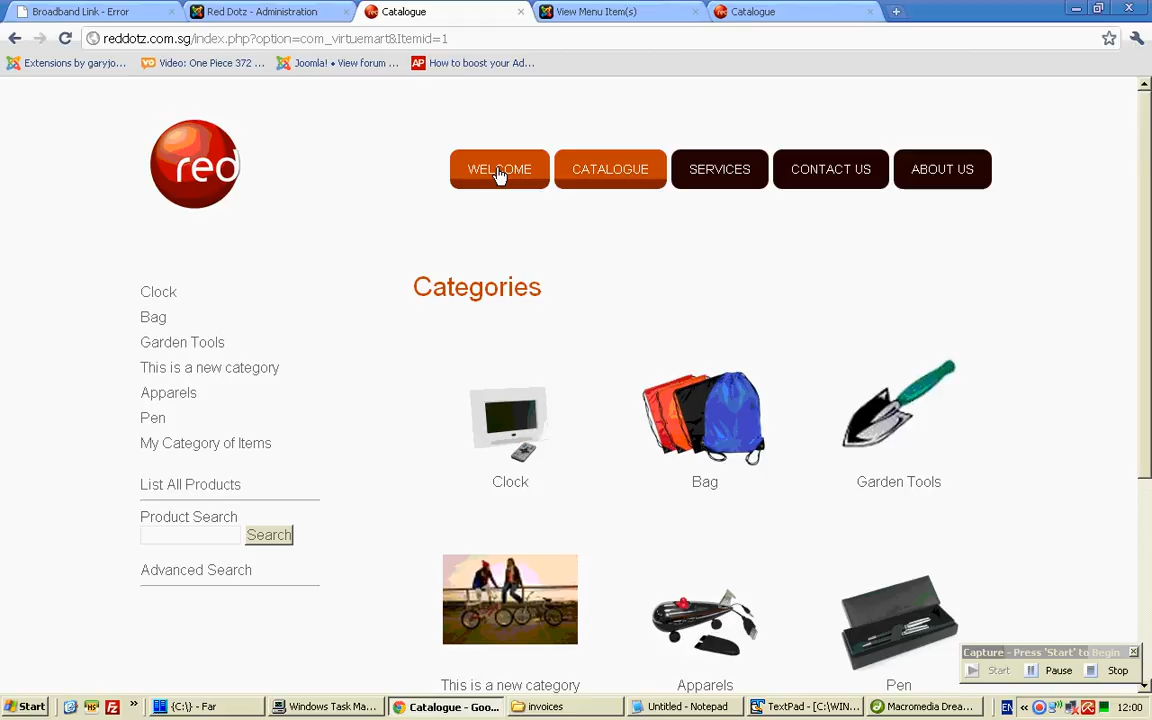 Broadband Link - Error
Red Dotz - Administration
Catalogue
View Menu Item(s)
Catalogue
reddotz.com.sg/index.php?option=com_virtuemart&Itemid=1
Extensions by garyjo...
Video: One Piece 372 ...
Joomla! • View forum ...
AP How to boost your Ad...
red
WELCOME
CATALOGUE
SERVICES
CONTACT US
ABOUT US
Categories
Clock
Bag
Garden Tools
This is a new category
Apparels
Pen
My Category of Items
List All Products
Product Search
Search
Advanced Search
Clock
Bag
Garden Tools
This is a new category
Apparels
Pen
Capture - Press 'Start' to Begin
Start
Pause
Stop
Start
{C:\} - Far
Windows Task Ma...
Catalogue - Goo...
invoices
Untitled - Notepad
TextPad - [C:\WIN...
Macromedia Drea...
EN
12:00